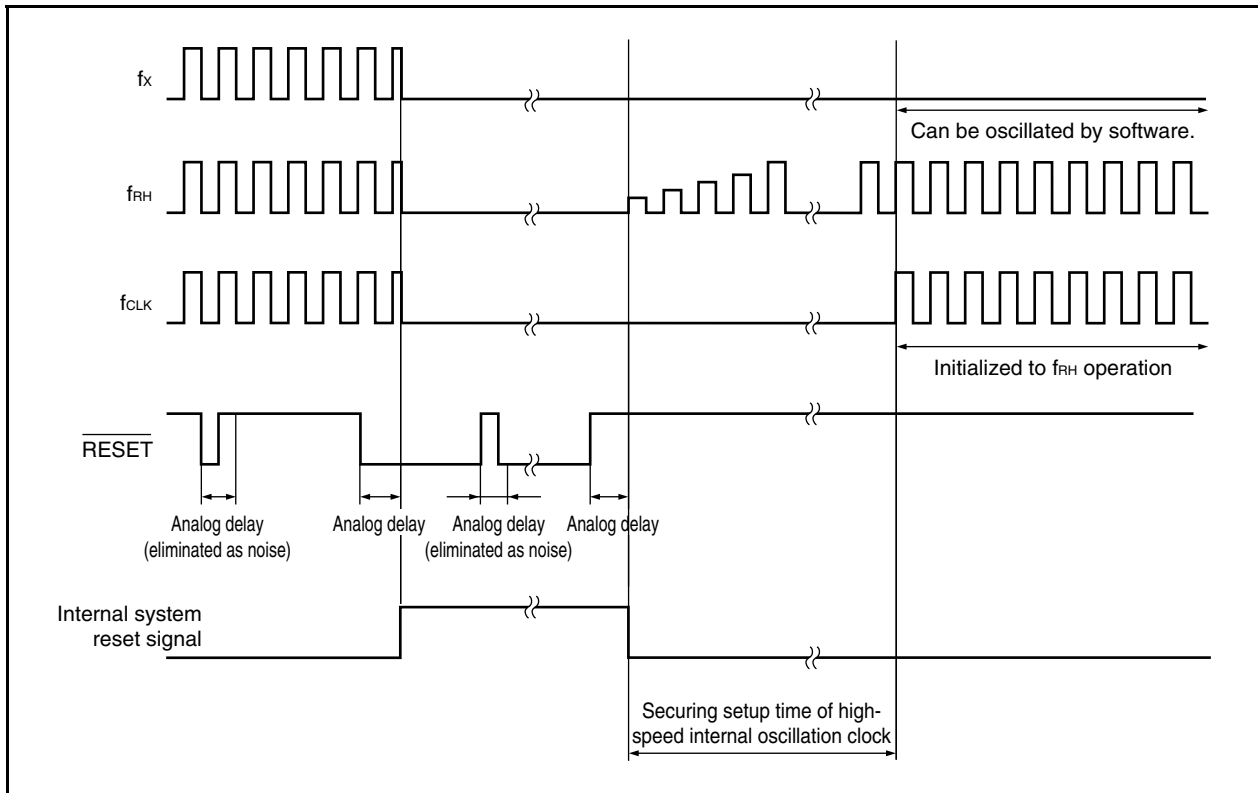 fX
Can be oscillated by software.
fRH
fCLK
Initialized to fRH operation
RESET
Analog delay
(eliminated as noise)
Analog delay
Analog delay
(eliminated as noise)
Analog delay
Internal system
reset signal
Securing setup time of high-
speed internal oscillation clock